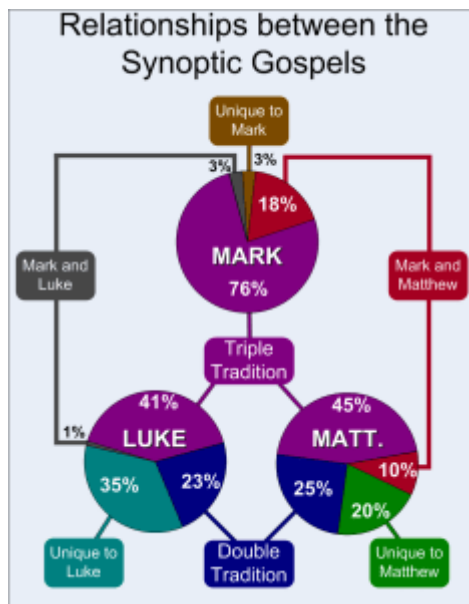 Relationships between the
Synoptic Gospels
Unique to
Mark
3%
3%
18%
MARK
76%
Mark and
Luke
Mark and
Matthew
Triple
Tradition
41%
45%
1%
LUKE
MATT.
35%
23%
25%
10%
20%
Unique to
Luke
Double
Tradition
Unique to
Matthew